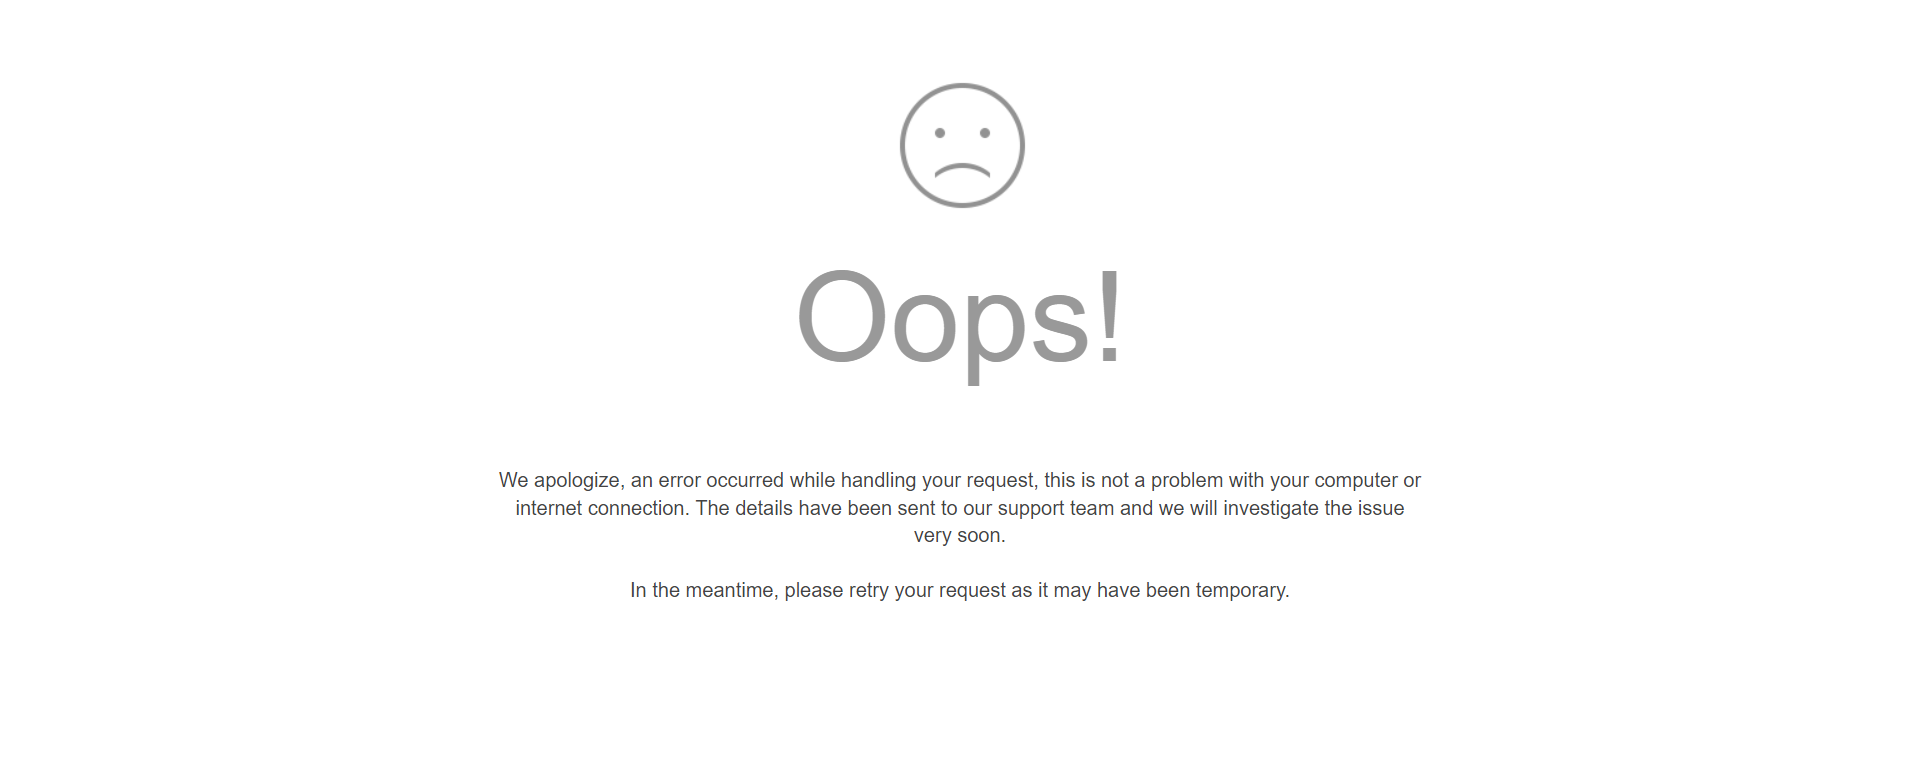 Oops!
We apologize, an error occurred while handling your request, this is not a problem with your computer or
internet connection. The details have been sent to our support team and we will investigate the issue
very soon.
In the meantime, please retry your request as it may have been temporary.